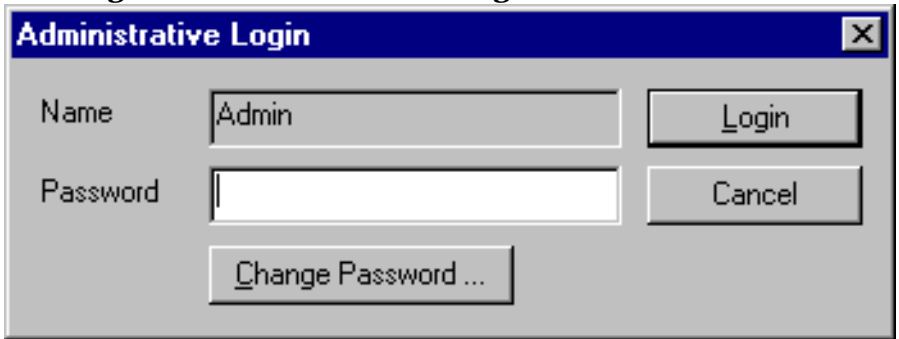 Administrative Login
Name
Admin
Login
Password
Cancel
Change Password ...